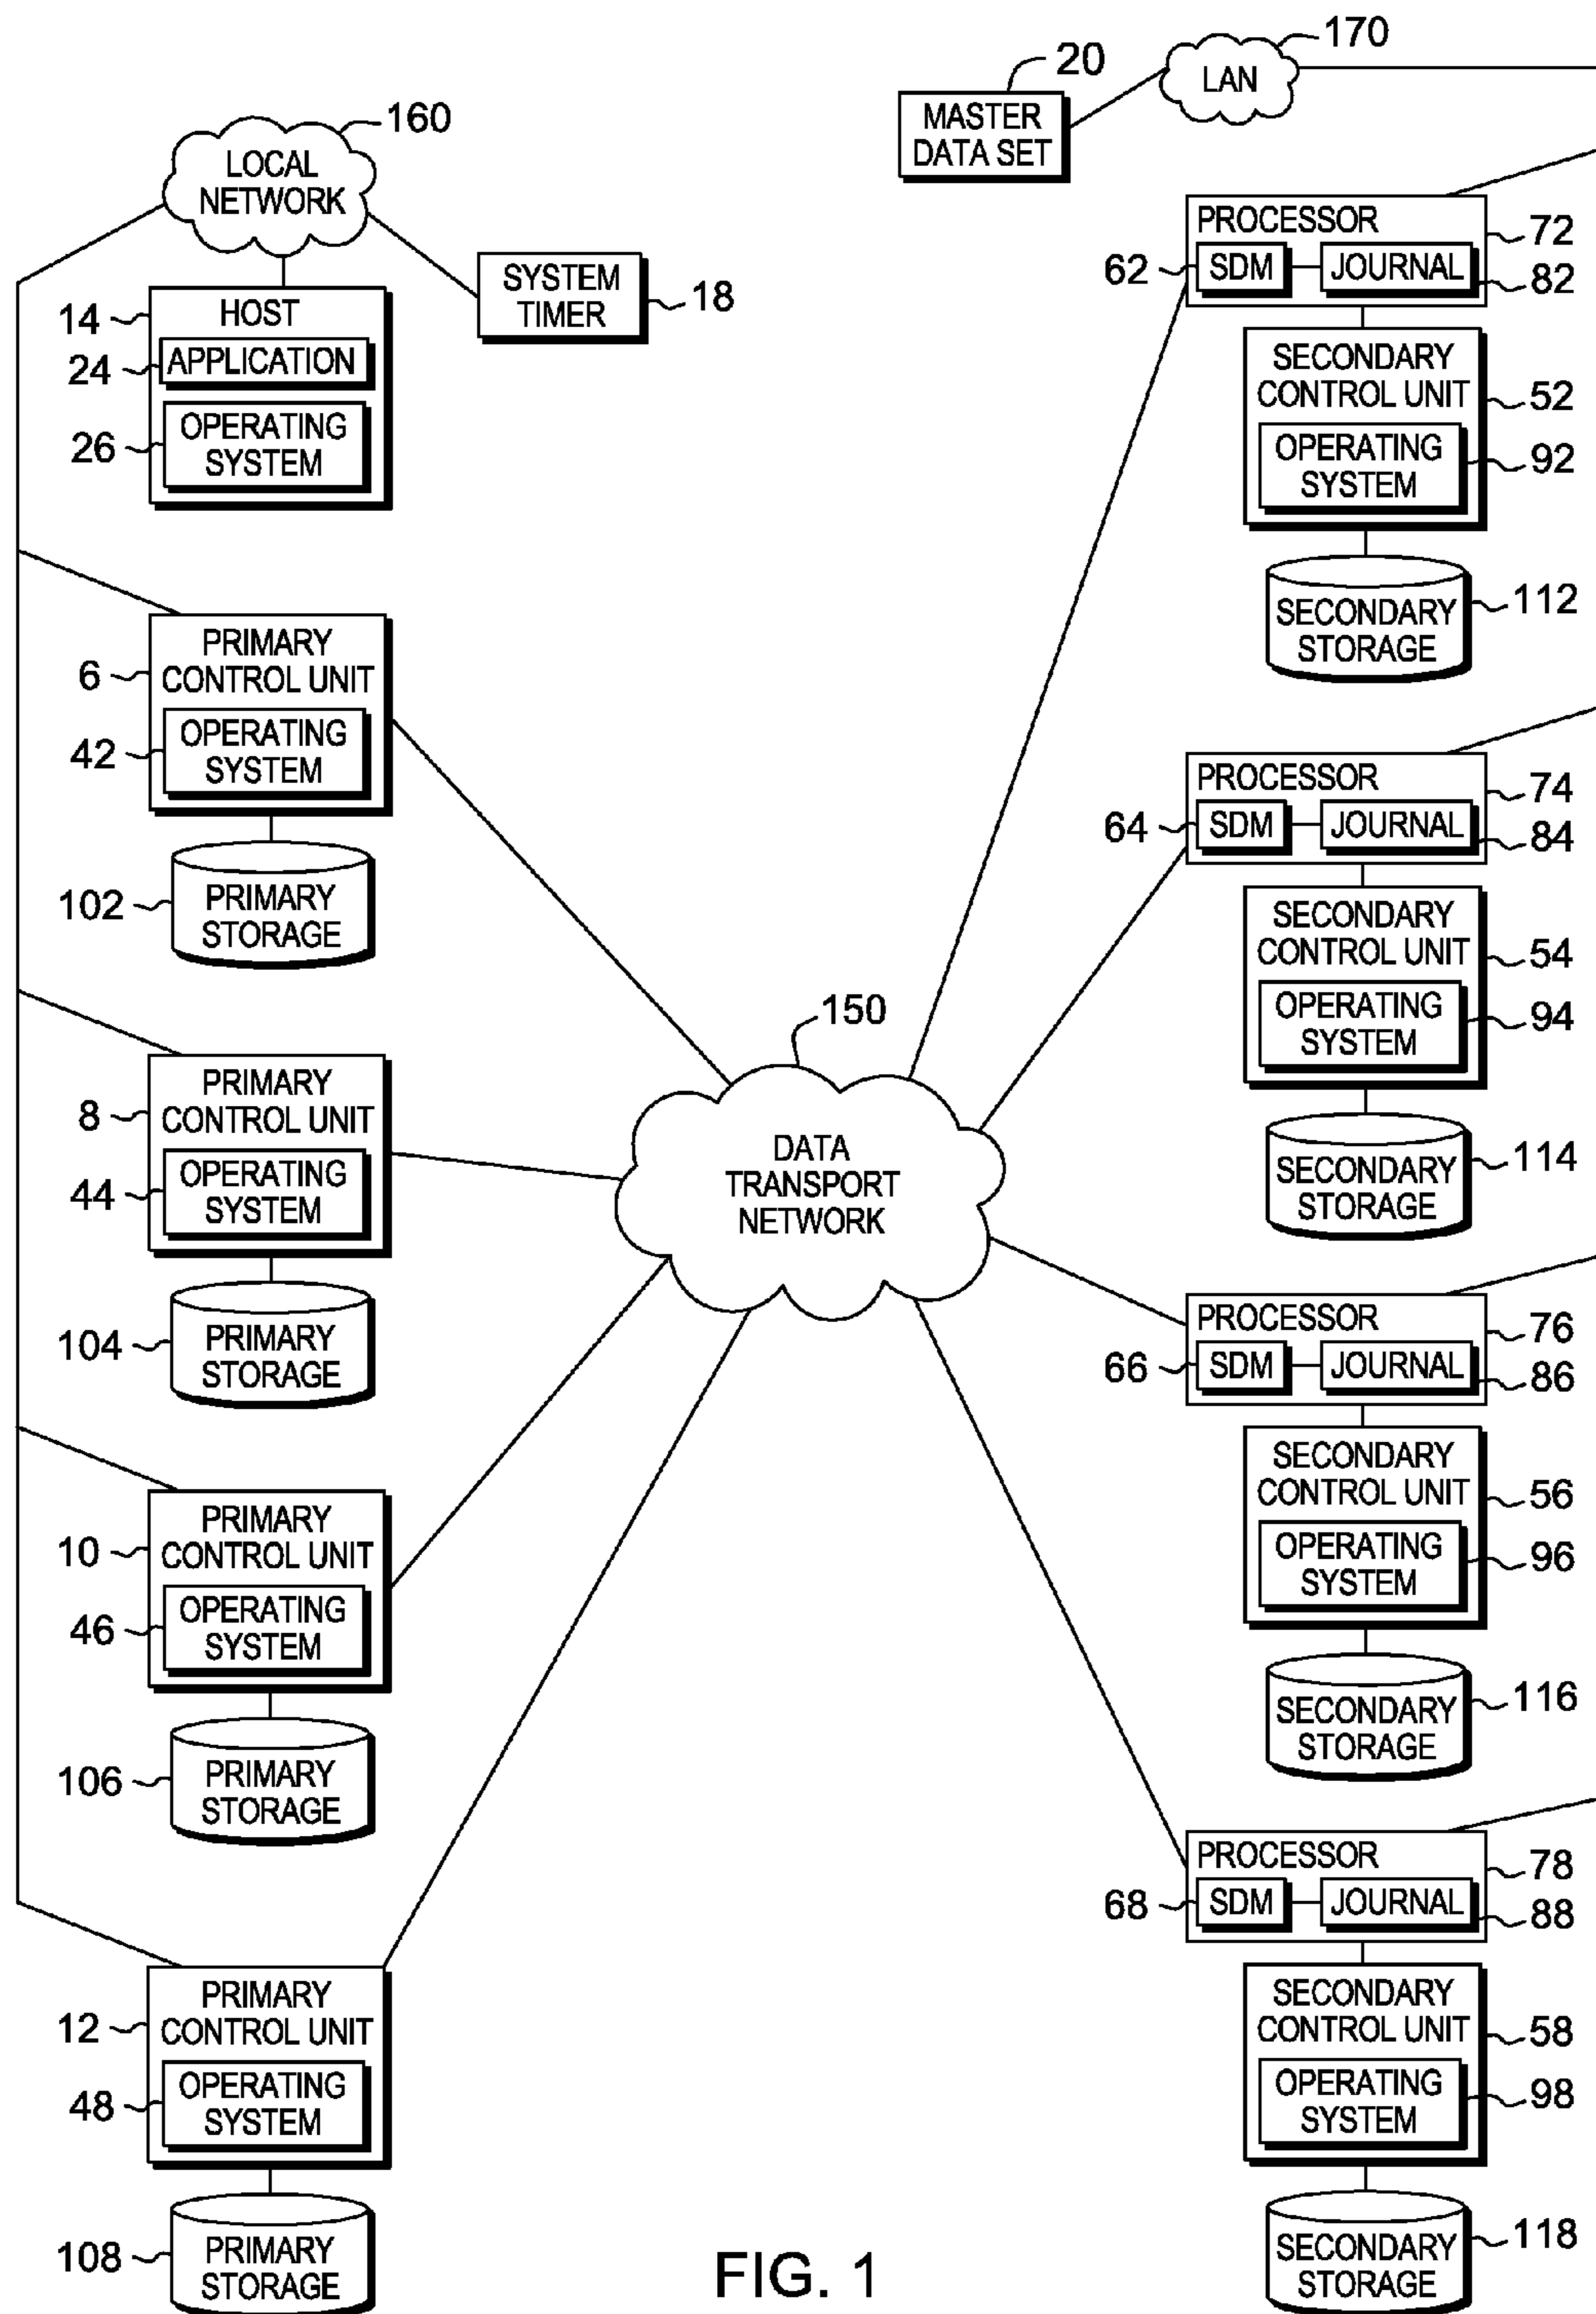 160
LOCAL
NETWORK
SYSTEM
TIMER
18
14
HOST
24
APPLICATION
26
OPERATING
SYSTEM
6
PRIMARY
CONTROL UNIT
42
OPERATING
SYSTEM
102
PRIMARY
STORAGE
8
PRIMARY
CONTROL UNIT
44
OPERATING
SYSTEM
104
PRIMARY
STORAGE
10
PRIMARY
CONTROL UNIT
46
OPERATING
SYSTEM
106
PRIMARY
STORAGE
12
PRIMARY
CONTROL UNIT
48
OPERATING
SYSTEM
108
PRIMARY
STORAGE
150
DATA
TRANSPORT
NETWORK
20
MASTER
DATA SET
170
LAN
PROCESSOR
72
62
SDM
JOURNAL
82
SECONDARY
CONTROL UNIT
52
OPERATING
SYSTEM
92
SECONDARY
STORAGE
112
PROCESSOR
74
64
SDM
JOURNAL
84
SECONDARY
CONTROL UNIT
54
OPERATING
SYSTEM
94
SECONDARY
STORAGE
114
PROCESSOR
76
66
SDM
JOURNAL
86
SECONDARY
CONTROL UNIT
56
OPERATING
SYSTEM
96
SECONDARY
STORAGE
116
PROCESSOR
78
68
SDM
JOURNAL
88
SECONDARY
CONTROL UNIT
58
OPERATING
SYSTEM
98
SECONDARY
STORAGE
118
FIG. 1